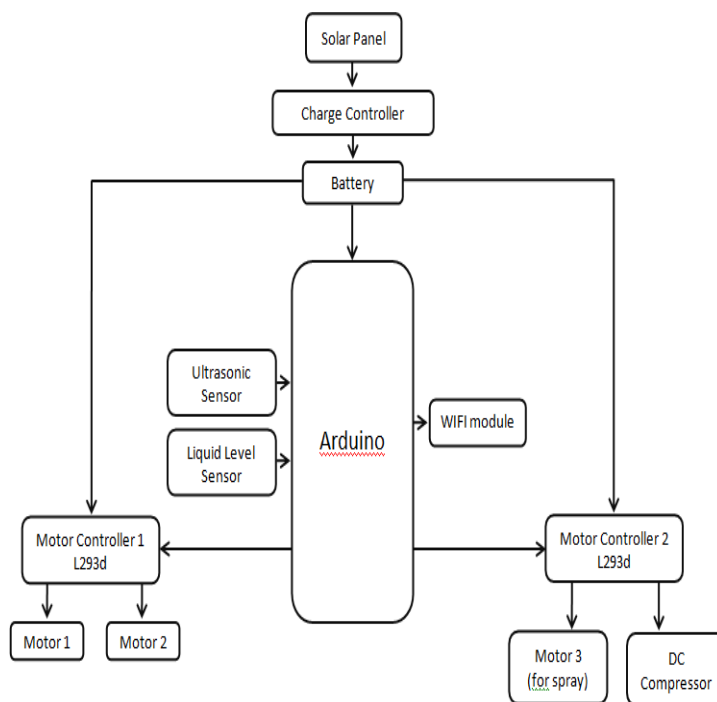 Solar Panel
Charge Controller
Battery
Ultrasonic
Sensor
Liquid Level
Sensor
Arduino
WIFI module
Motor Controller 1
L293d
Motor Controller 2
L293d
Motor 1
Motor 2
Motor 3
(for spray)
DC
Compressor